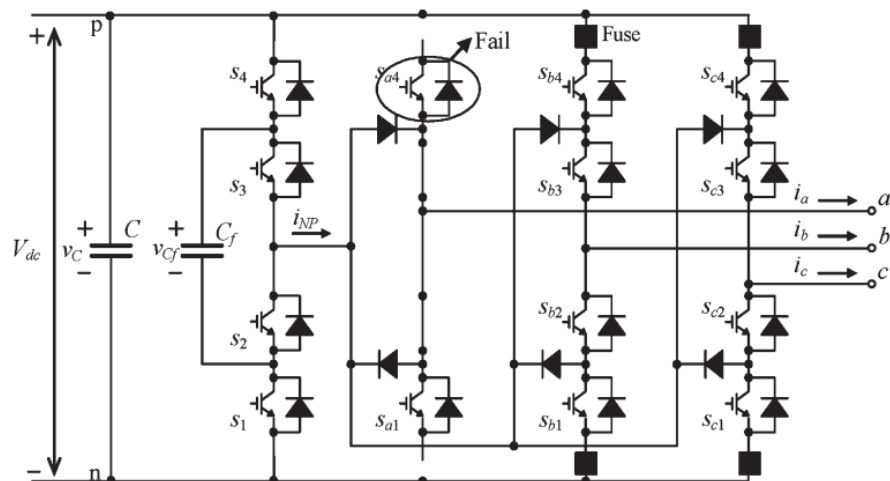 +
p
Fail
Fuse
s4
sa4
sb4
sc4
s3
sb3
sc3
ia
a
+
C
+
Cf
iNP
ib
b
Vdc
vC
vCf
ic
c
−
−
s2
sb2
sc2
s1
sa1
sb1
sc1
−
n